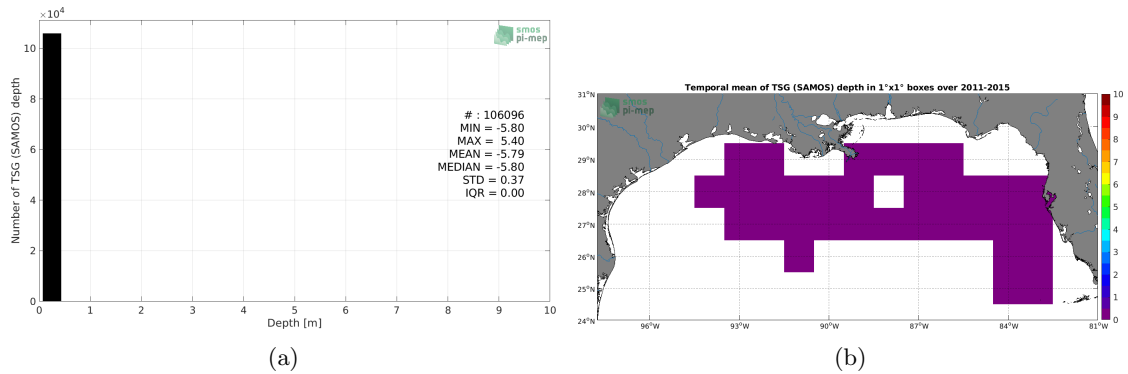 ×10⁴
10
8
6
4
2
0
Number of TSG (SAMOS) depth
smos
pi-mep
# : 106096
MIN = -5.80
MAX = 5.40
MEAN = -5.79
MEDIAN = -5.80
STD = 0.37
IQR = 0.00
0 1 2 3 4 5 6 7 8 9 10
Depth [m]
(a)
Temporal mean of TSG (SAMOS) depth in 1°x1° boxes over 2011-2015
smos
pi-mep
31°N
30°N
29°N
28°N
27°N
26°N
25°N
24°N
96°W 93°W 90°W 87°W 84°W 81°W
10
9
8
7
6
5
4
3
2
1
0
(b)